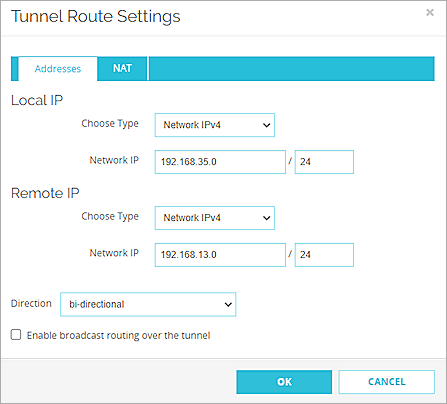 Tunnel Route Settings
×
Addresses NAT
Local IP
Choose Type Network IPv4
Network IP 192.168.35.0 / 24
Remote IP
Choose Type Network IPv4
Network IP 192.168.13.0 / 24
Direction bi-directional
Enable broadcast routing over the tunnel
OK CANCEL